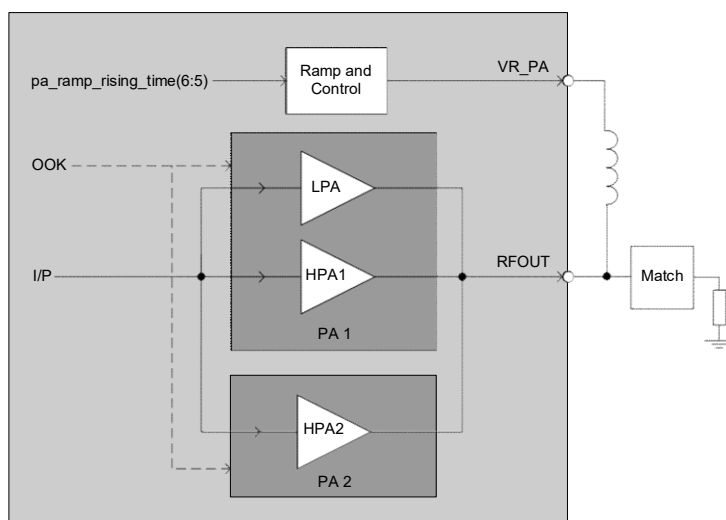 Ramp and
Control
VR_PA
pa_ramp_rising_time(6:5)
OOK
LPA
I/P
HPA1
RFOUT
Match
PA 1
HPA2
PA 2